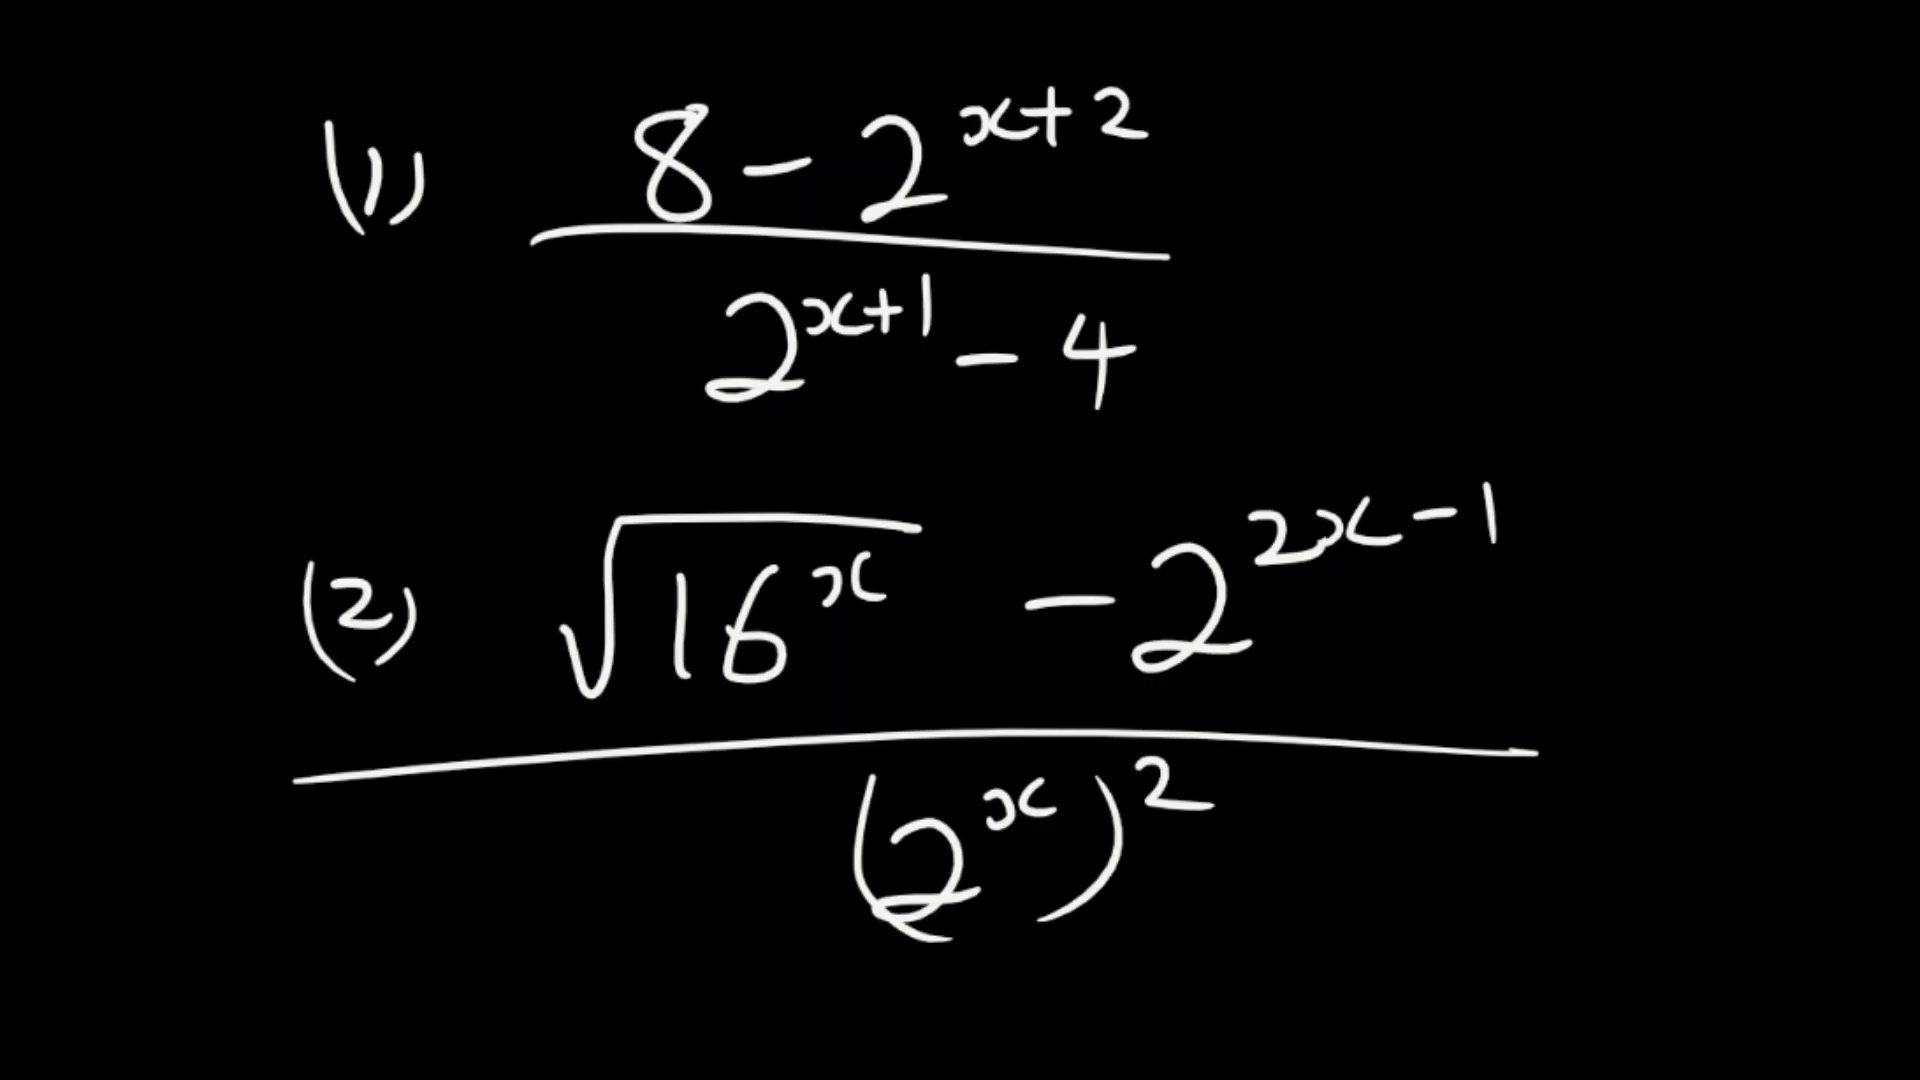 (1) 8 - 2^{x+2}
2^{x+1} - 4
(2) √16^x - 2^{2x-1}
(2^x)^2